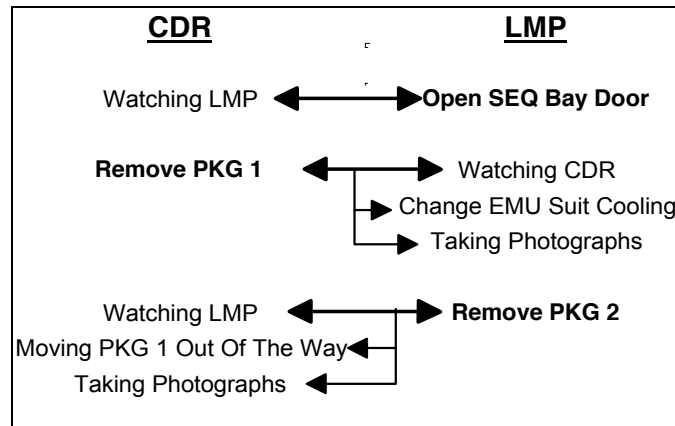 CDR LMP
Watching LMP Open SEQ Bay Door
Remove PKG 1 Watching CDR
Change EMU Suit Cooling
Taking Photographs
Watching LMP Remove PKG 2
Moving PKG 1 Out Of The Way
Taking Photographs